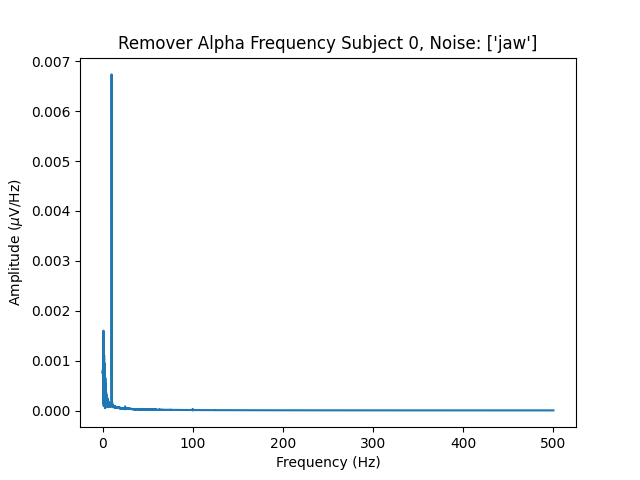 Remover Alpha Frequency Subject 0, Noise: ['jaw']
0.007
0.006
0.005
0.004
0.003
0.002
0.001
0.000
Amplitude (μV/Hz)
0 100 200 300 400 500
Frequency (Hz)